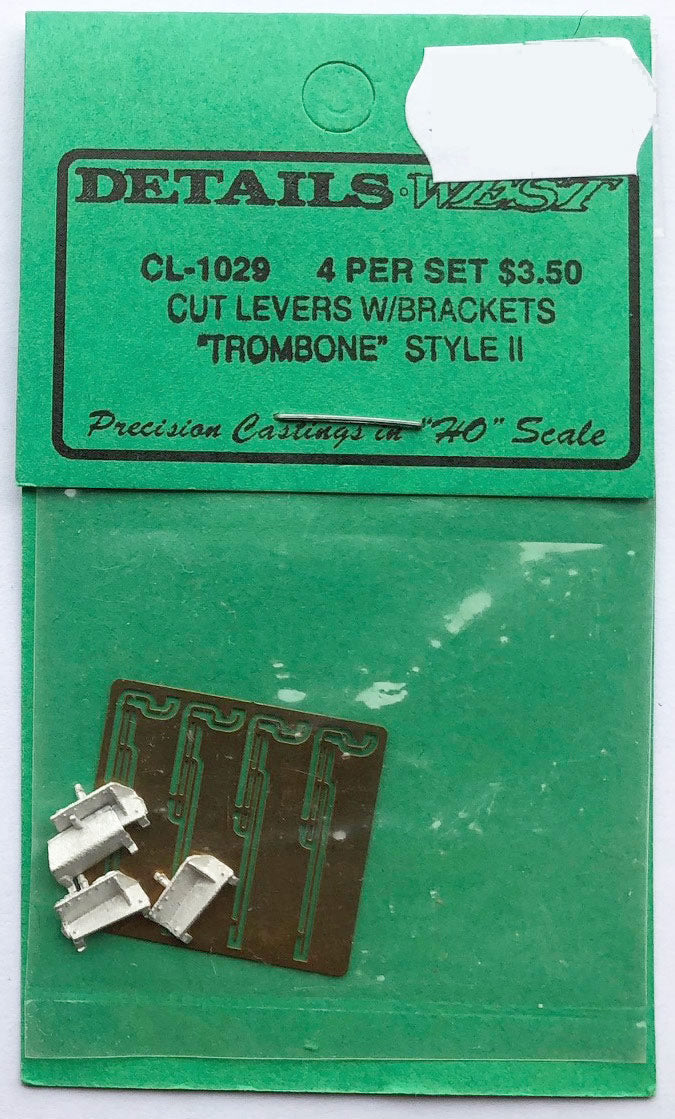 DETAILS WEST
CL-1029 4 PER SET $3.50
CUT LEVERS W/BRACKETS
"TROMBONE" STYLE II
Precision Castings in "HO" Scale